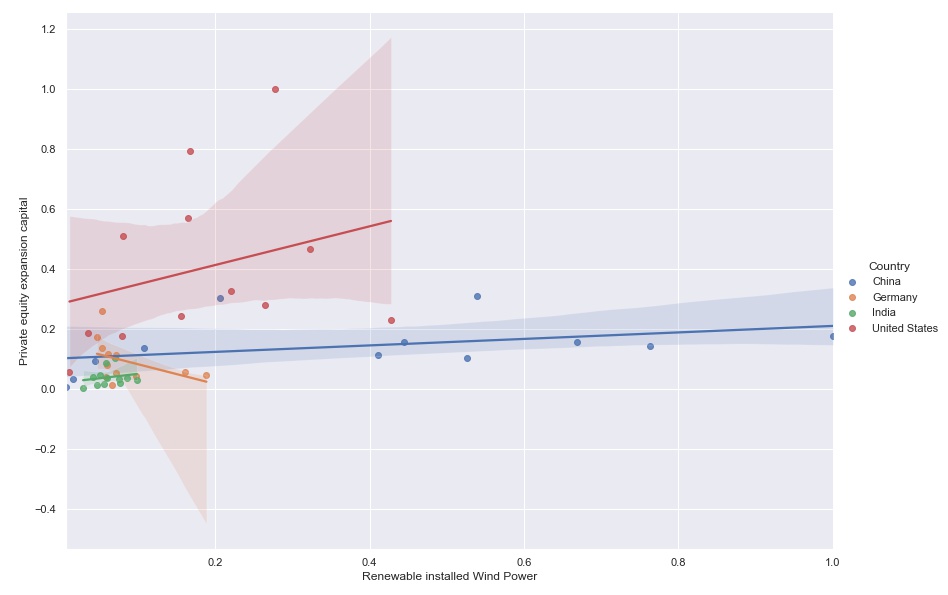 1.2
1.0
0.8
0.6
0.4
0.2
0.0
−0.2
−0.4
Private equity expansion capital
0.2
0.4
0.6
0.8
1.0
Renewable installed Wind Power
Country
China
Germany
India
United States